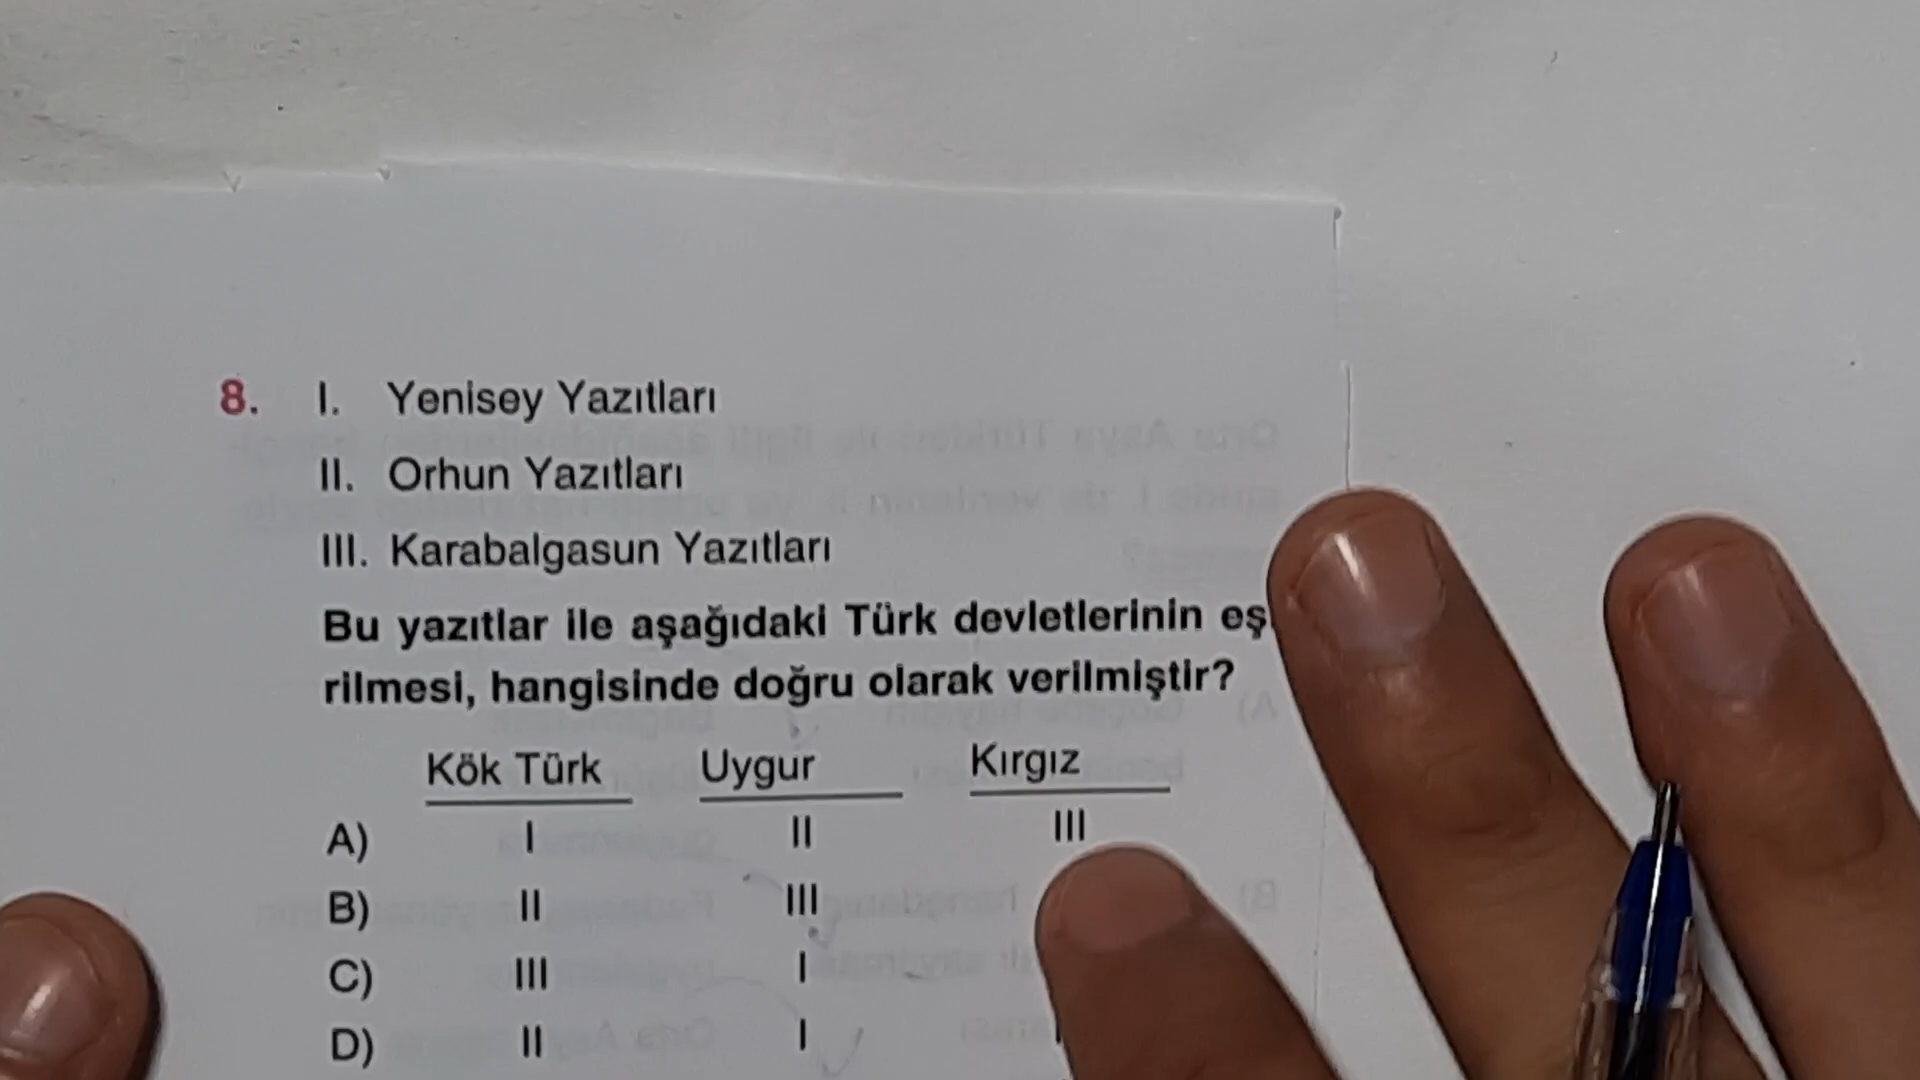 8. I. Yenisey Yazıtları
II. Orhun Yazıtları
III. Karabalgasun Yazıtları
Bu yazıtlar ile aşağıdaki Türk devletlerinin eş
rilmesi, hangisinde doğru olarak verilmiştir?
Kök Türk Uygur Kırgız
A) I II III
B) II III
C) III I
D) II I